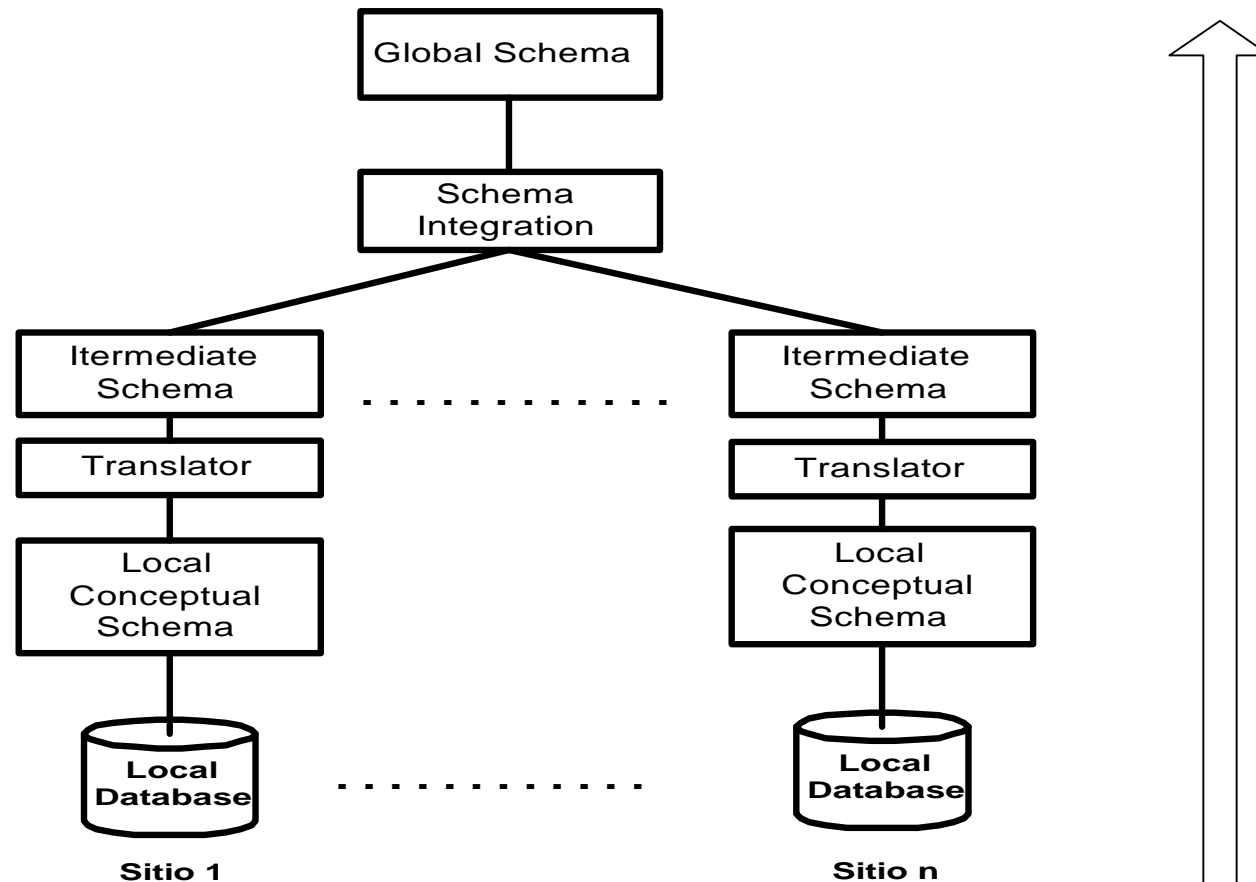 Global Schema
Schema
Integration
Itermediate
Schema
Itermediate
Schema
Translator
Translator
Local
Conceptual
Schema
Local
Conceptual
Schema
Local
Database
Local
Database
Sitio 1
Sitio n